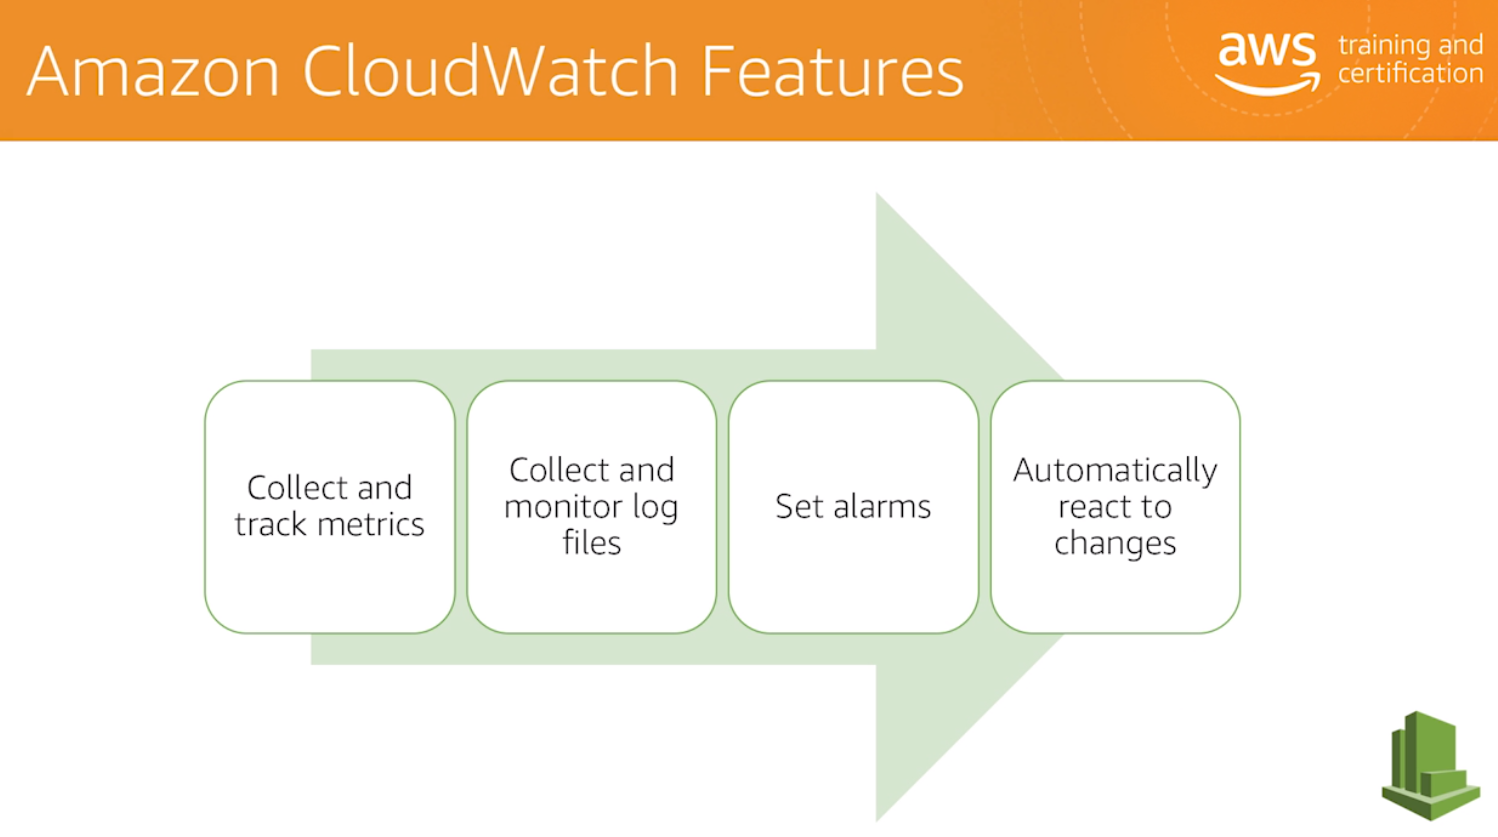 Amazon CloudWatch Features
aws
training and
certification
Collect and
track metrics
Collect and
monitor log
files
Set alarms
Automatically
react to
changes